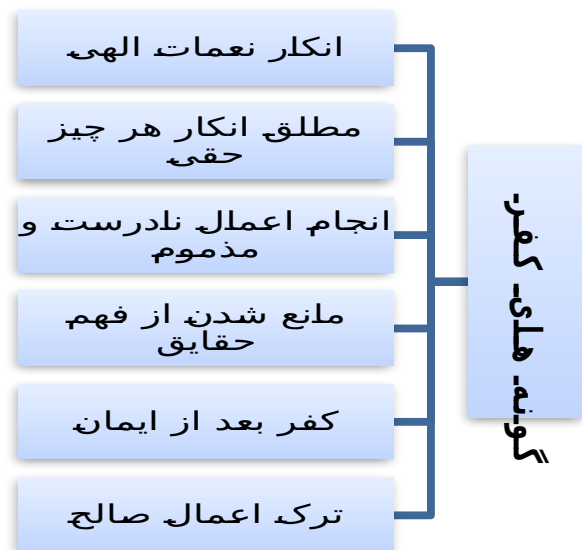 گونه های کفر
انکار نعمات الهی
مطلق انکار هر چیز
حقی
انجام اعمال نادرست و
مذموم
مانع شدن از فهم
حقایق
کفر بعد از ایمان
ترک اعمال صالح